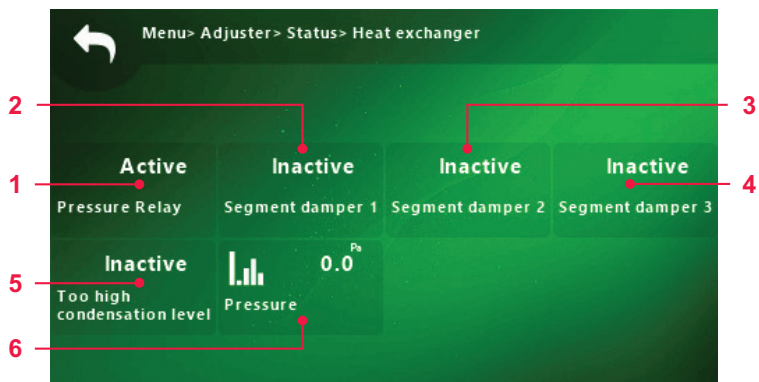 Menu> Adjuster> Status> Heat exchanger
2
3
1
Active
Inactive
Inactive
Inactive
4
Pressure Relay
Segment damper 1
Segment damper 2
Segment damper 3
5
Inactive
0.0 Pa
Too high
condensation level
Pressure
6